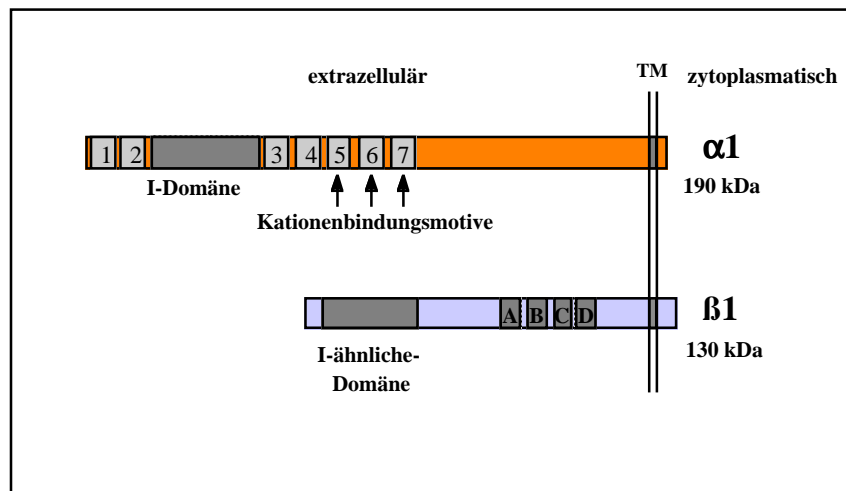 extrazellulär TM zytoplasmatisch
1 2 3 4 5 6 7 α1
I-Domäne 190 kDa
Kationenbindungsmotive
A B C D ß1
I-ähnliche- 130 kDa
Domäne